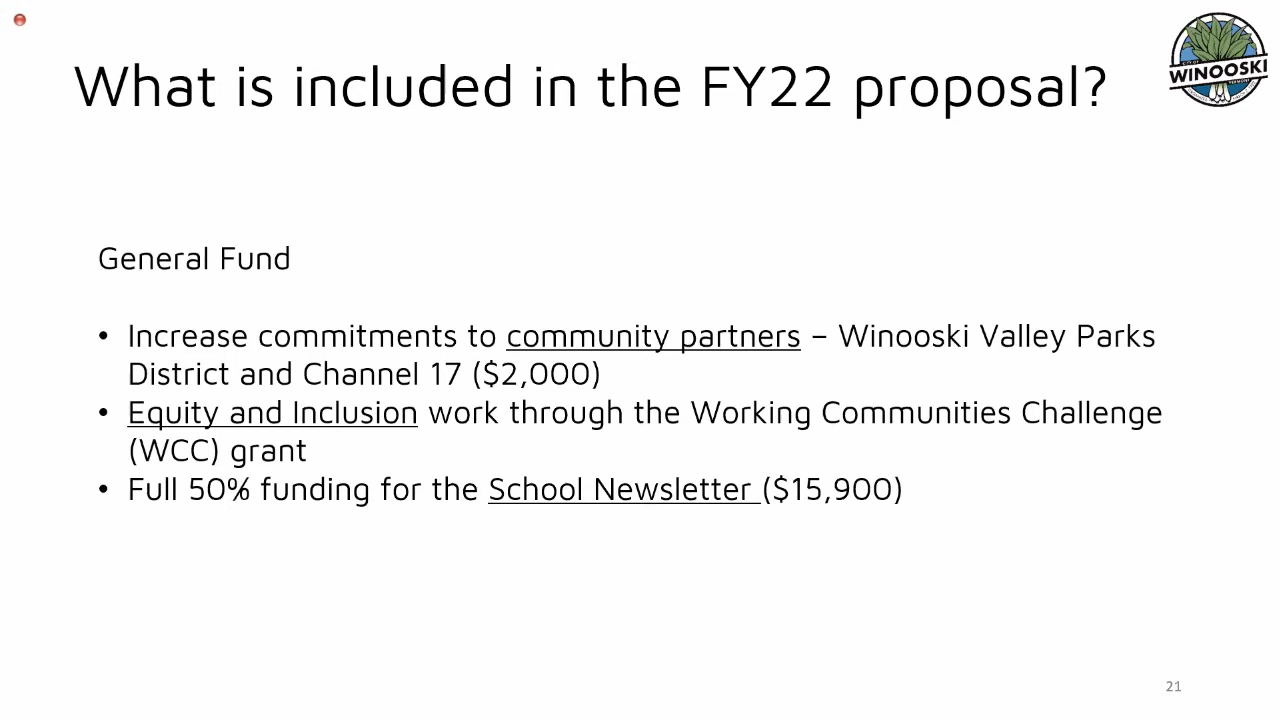 What is included in the FY22 proposal?
WINOOSKI
General Fund
• Increase commitments to community partners – Winooski Valley Parks
District and Channel 17 ($2,000)
• Equity and Inclusion work through the Working Communities Challenge
(WCC) grant
• Full 50% funding for the School Newsletter ($15,900)
21